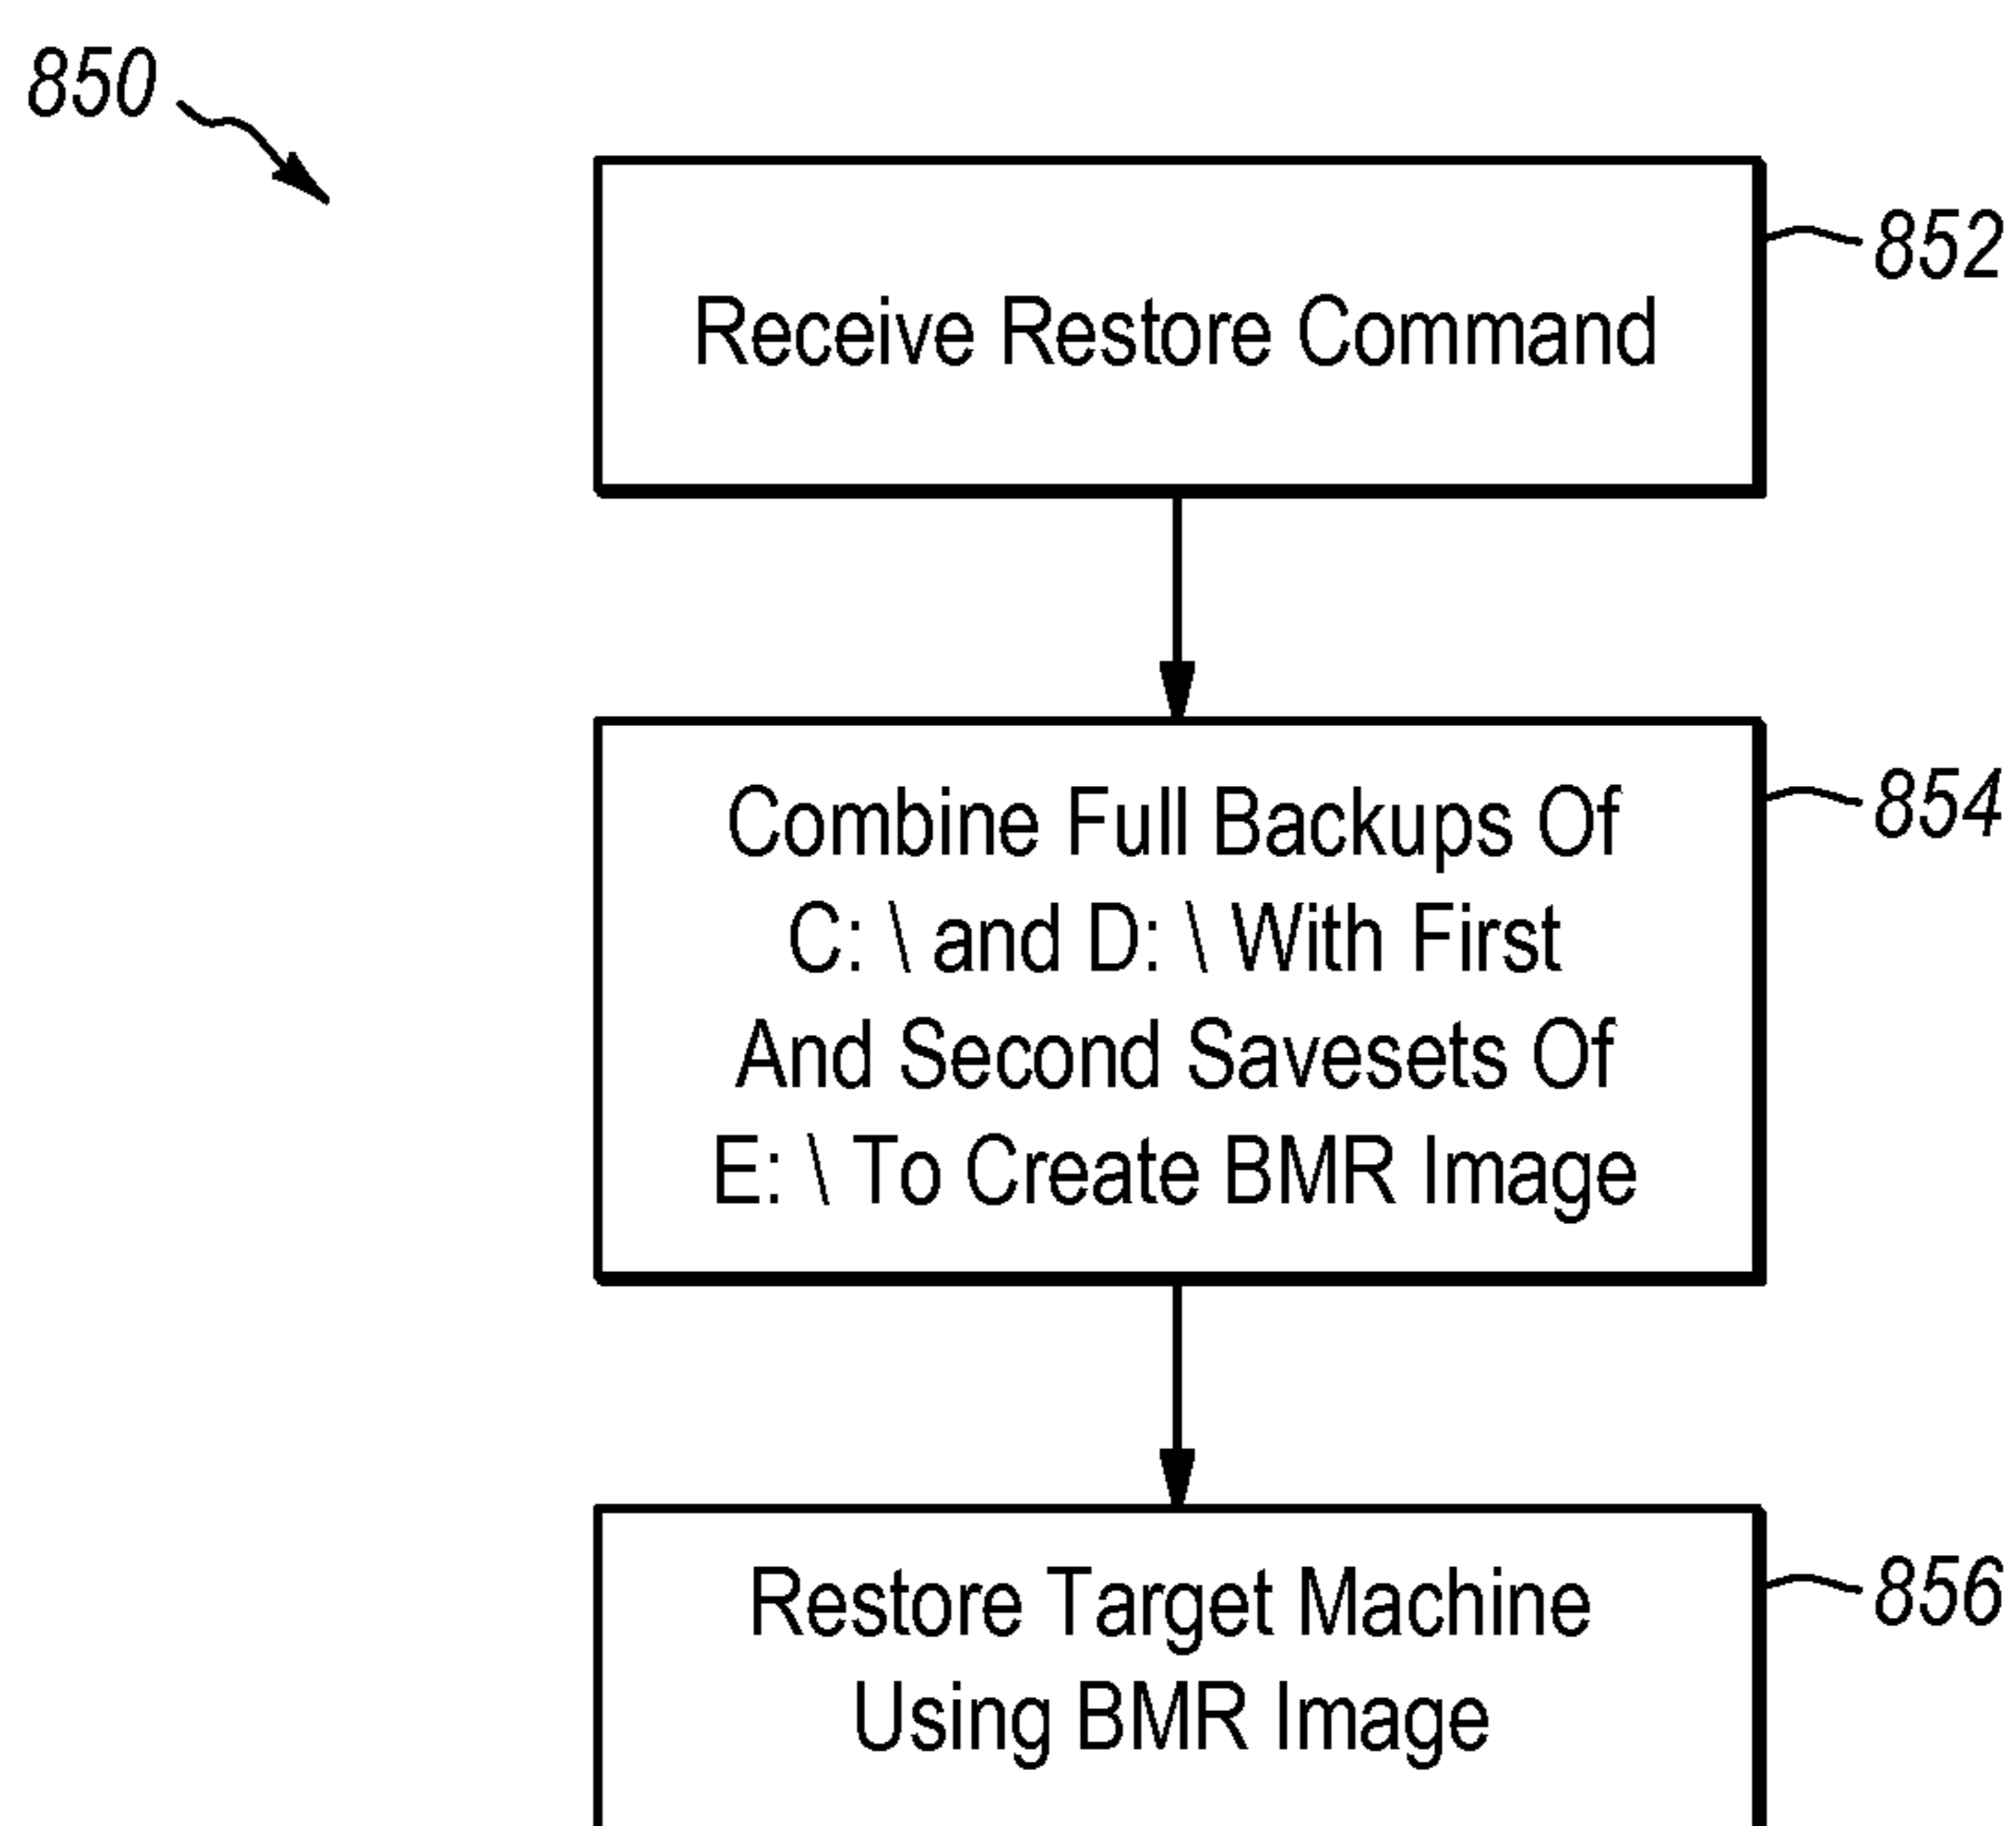 850
852
Receive Restore Command
854
Combine Full Backups Of
C: \ and D: \ With First
And Second Savesets Of
E: \ To Create BMR Image
856
Restore Target Machine
Using BMR Image